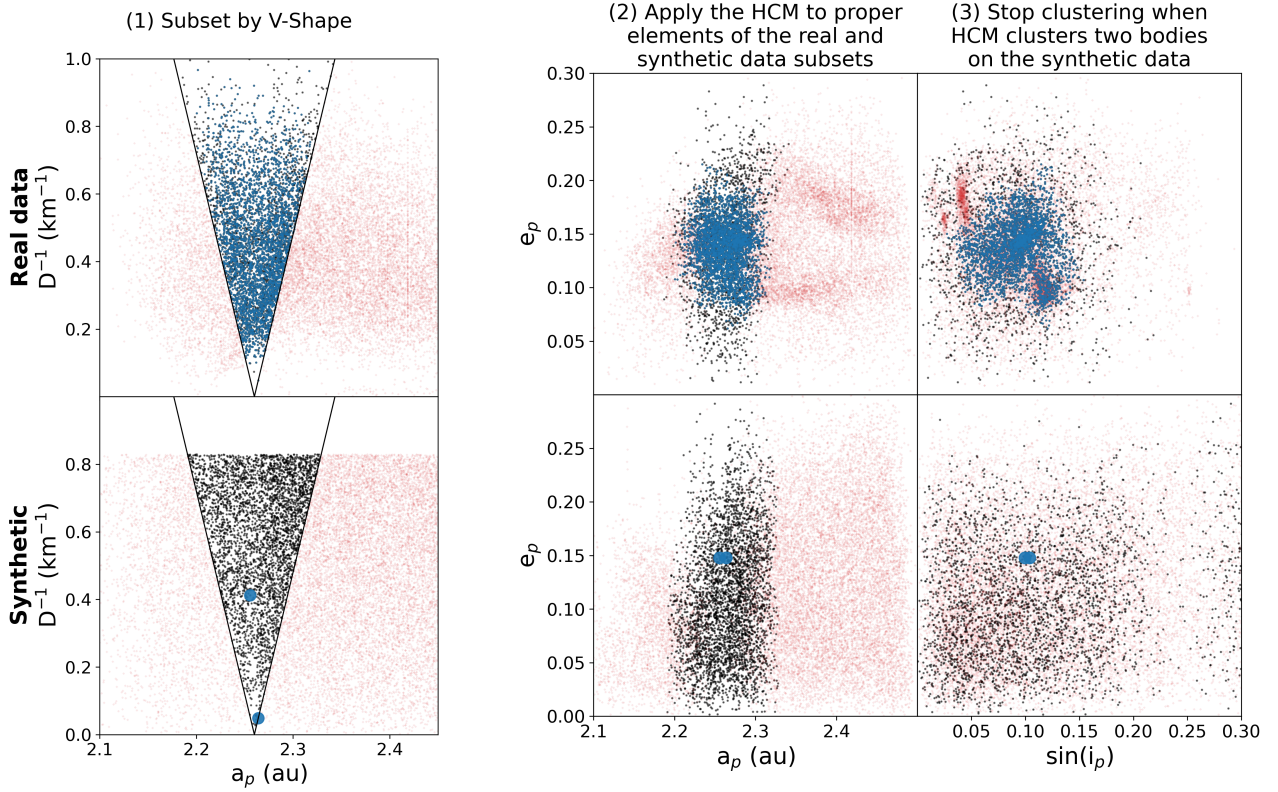 (1) Subset by V-Shape
(2) Apply the HCM to proper
elements of the real and
synthetic data subsets
(3) Stop clustering when
HCM clusters two bodies
on the synthetic data
Real data
D⁻¹ (km⁻¹)
1.0
0.8
0.6
0.4
0.2
Synthetic
D⁻¹ (km⁻¹)
0.8
0.6
0.4
0.2
0.0
2.1 2.2 2.3 2.4
aₚ (au)
eₚ
0.30
0.25
0.20
0.15
0.10
0.05
eₚ
0.25
0.20
0.15
0.10
0.05
0.00
2.1 2.2 2.3 2.4
aₚ (au)
0.05 0.10 0.15 0.20 0.25 0.30
sin(iₚ)